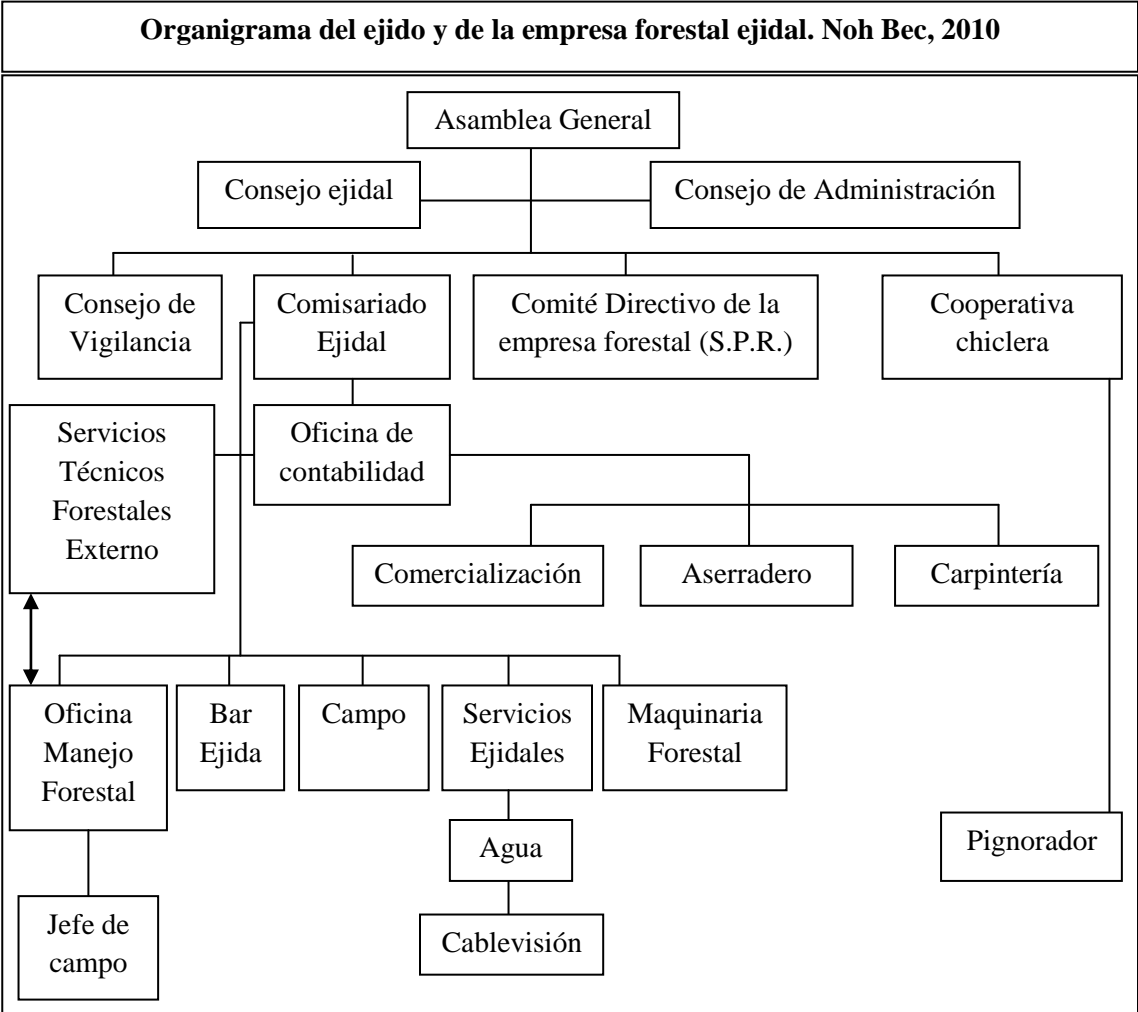 Organigrama del ejido y de la empresa forestal ejidal. Noh Bec, 2010
Asamblea General
Consejo ejidal
Consejo de Administración
Consejo de
Vigilancia
Comisariado
Ejidal
Comité Directivo de la
empresa forestal (S.P.R.)
Cooperativa
chiclera
Servicios
Técnicos
Forestales
Externo
Oficina de
contabilidad
Comercialización
Aserradero
Carpintería
Oficina
Manejo
Forestal
Bar
Ejida
Campo
Servicios
Ejidales
Maquinaria
Forestal
Agua
Pignorador
Jefe de
campo
Cablevisión